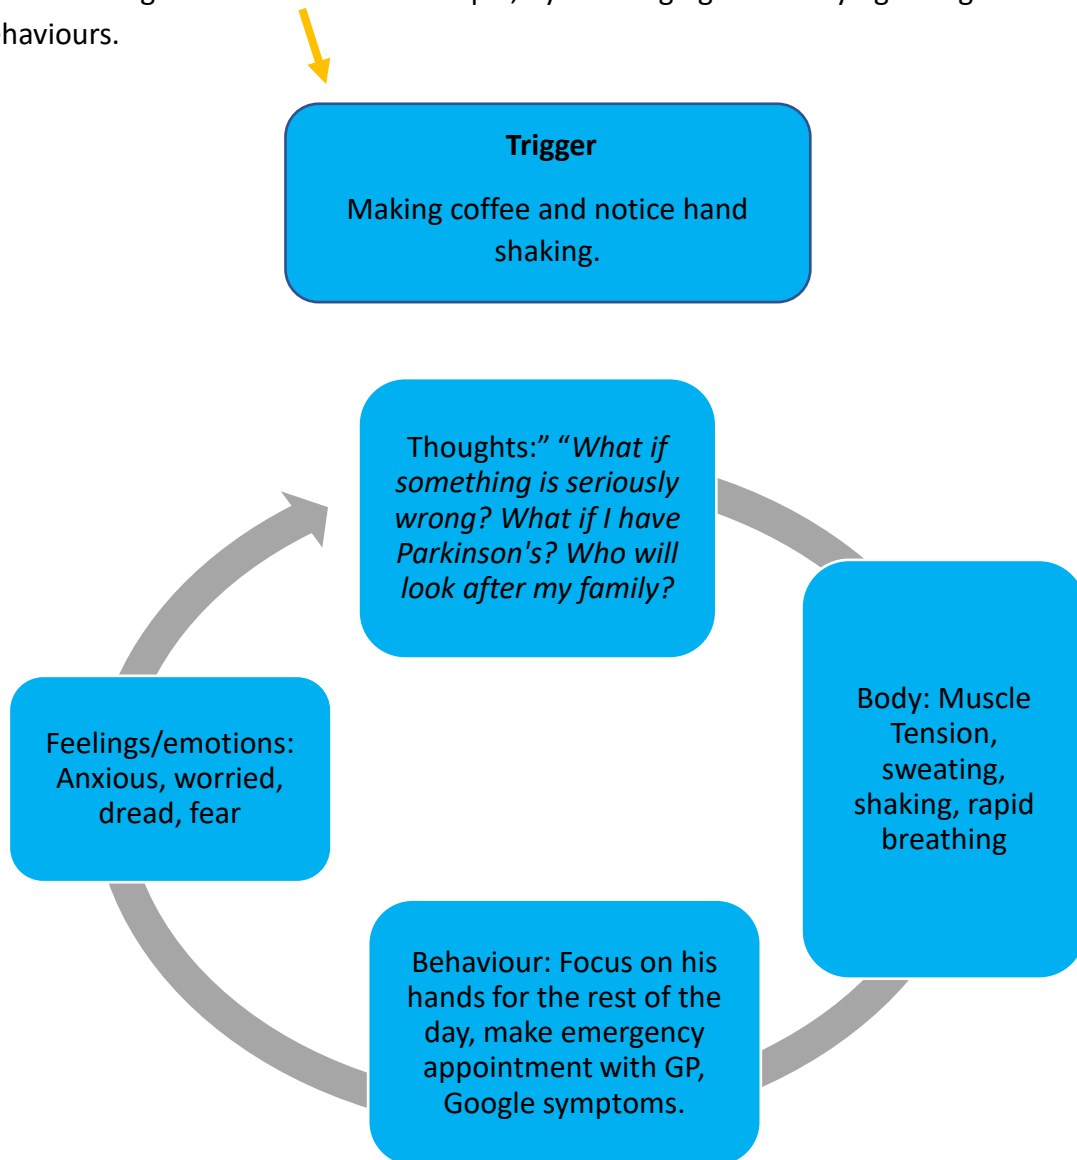 haviours.
Trigger
Making coffee and notice hand
shaking.
Thoughts:” “What if
something is seriously
wrong? What if I have
Parkinson's? Who will
look after my family?
Body: Muscle
Tension,
sweating,
shaking, rapid
breathing
Behaviour: Focus on his
hands for the rest of the
day, make emergency
appointment with GP,
Google symptoms.
Feelings/emotions:
Anxious, worried,
dread, fear